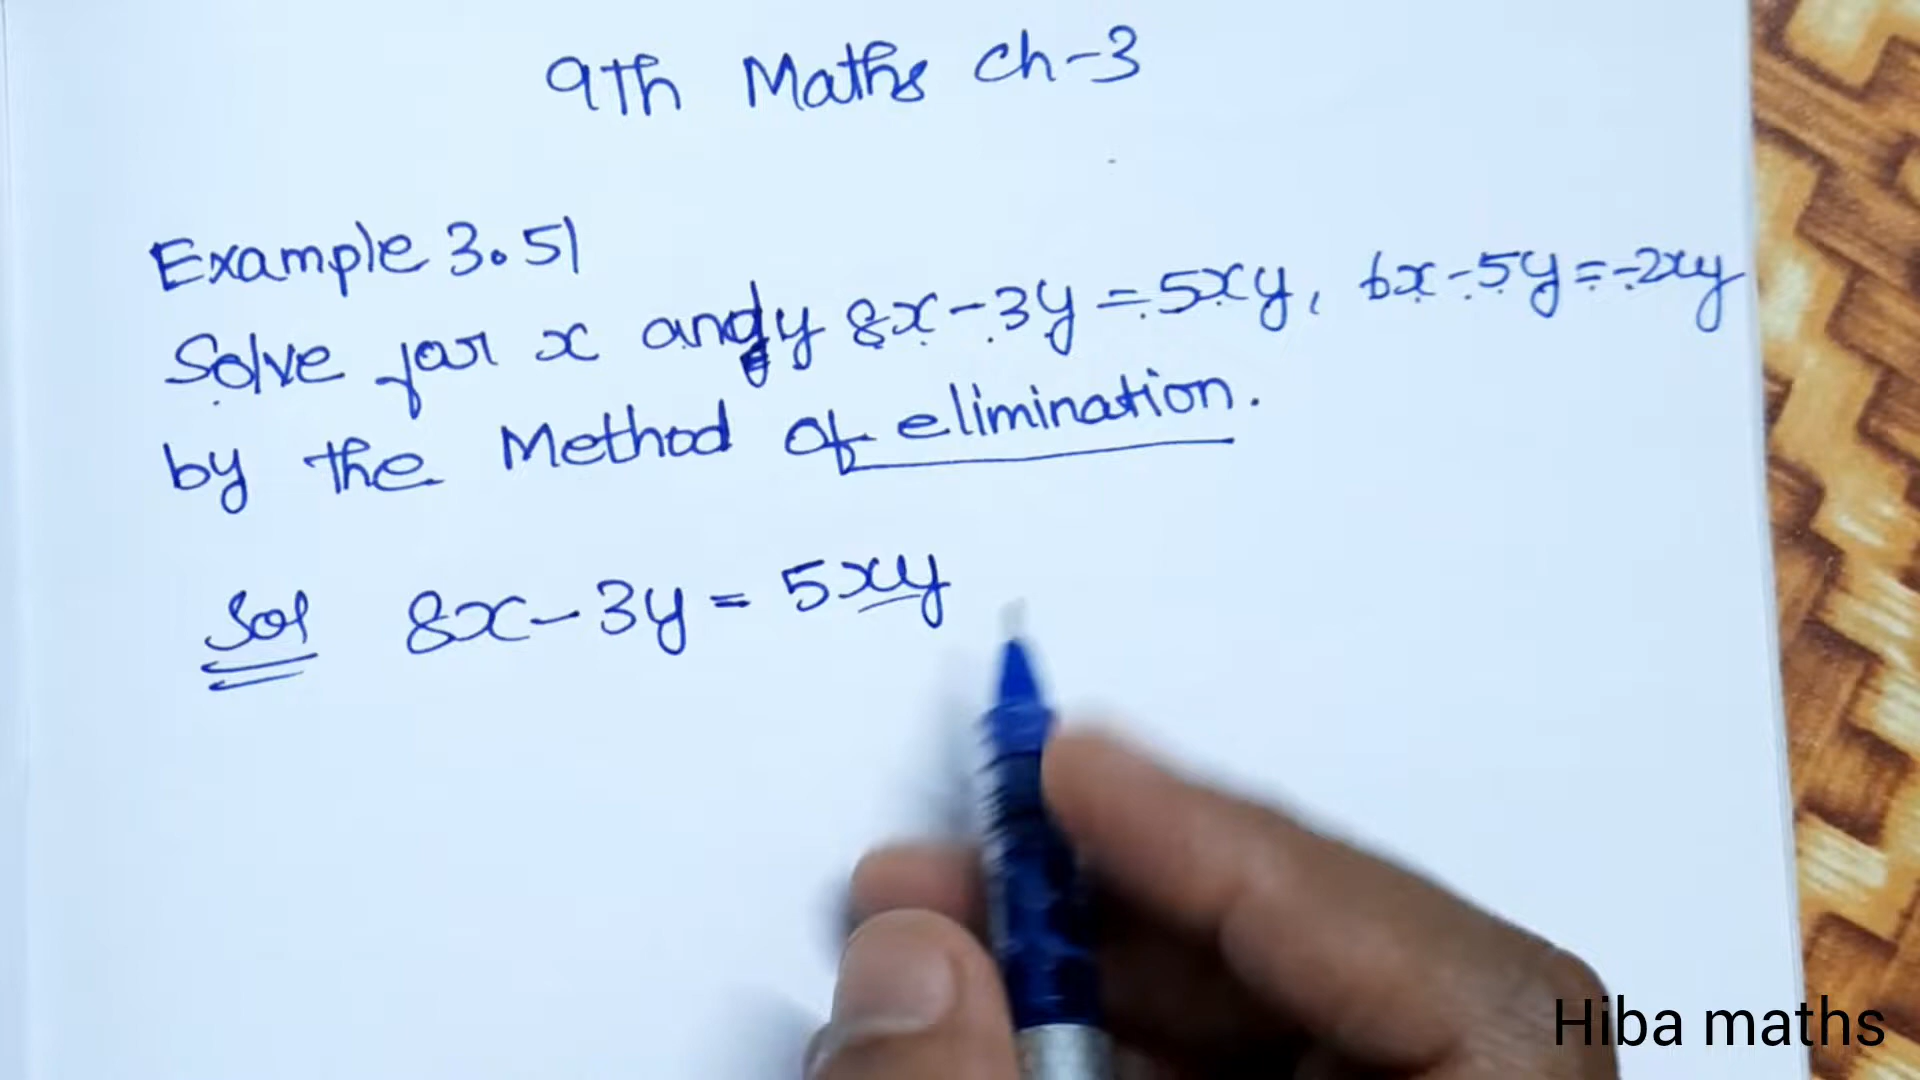 9th Maths Ch-3
Example 3.51
Solve for x and y 8x-3y=5xy, 6x-5y=-2xy
by the Method of elimination.
Sol 8x-3y=5xy
Hiba maths